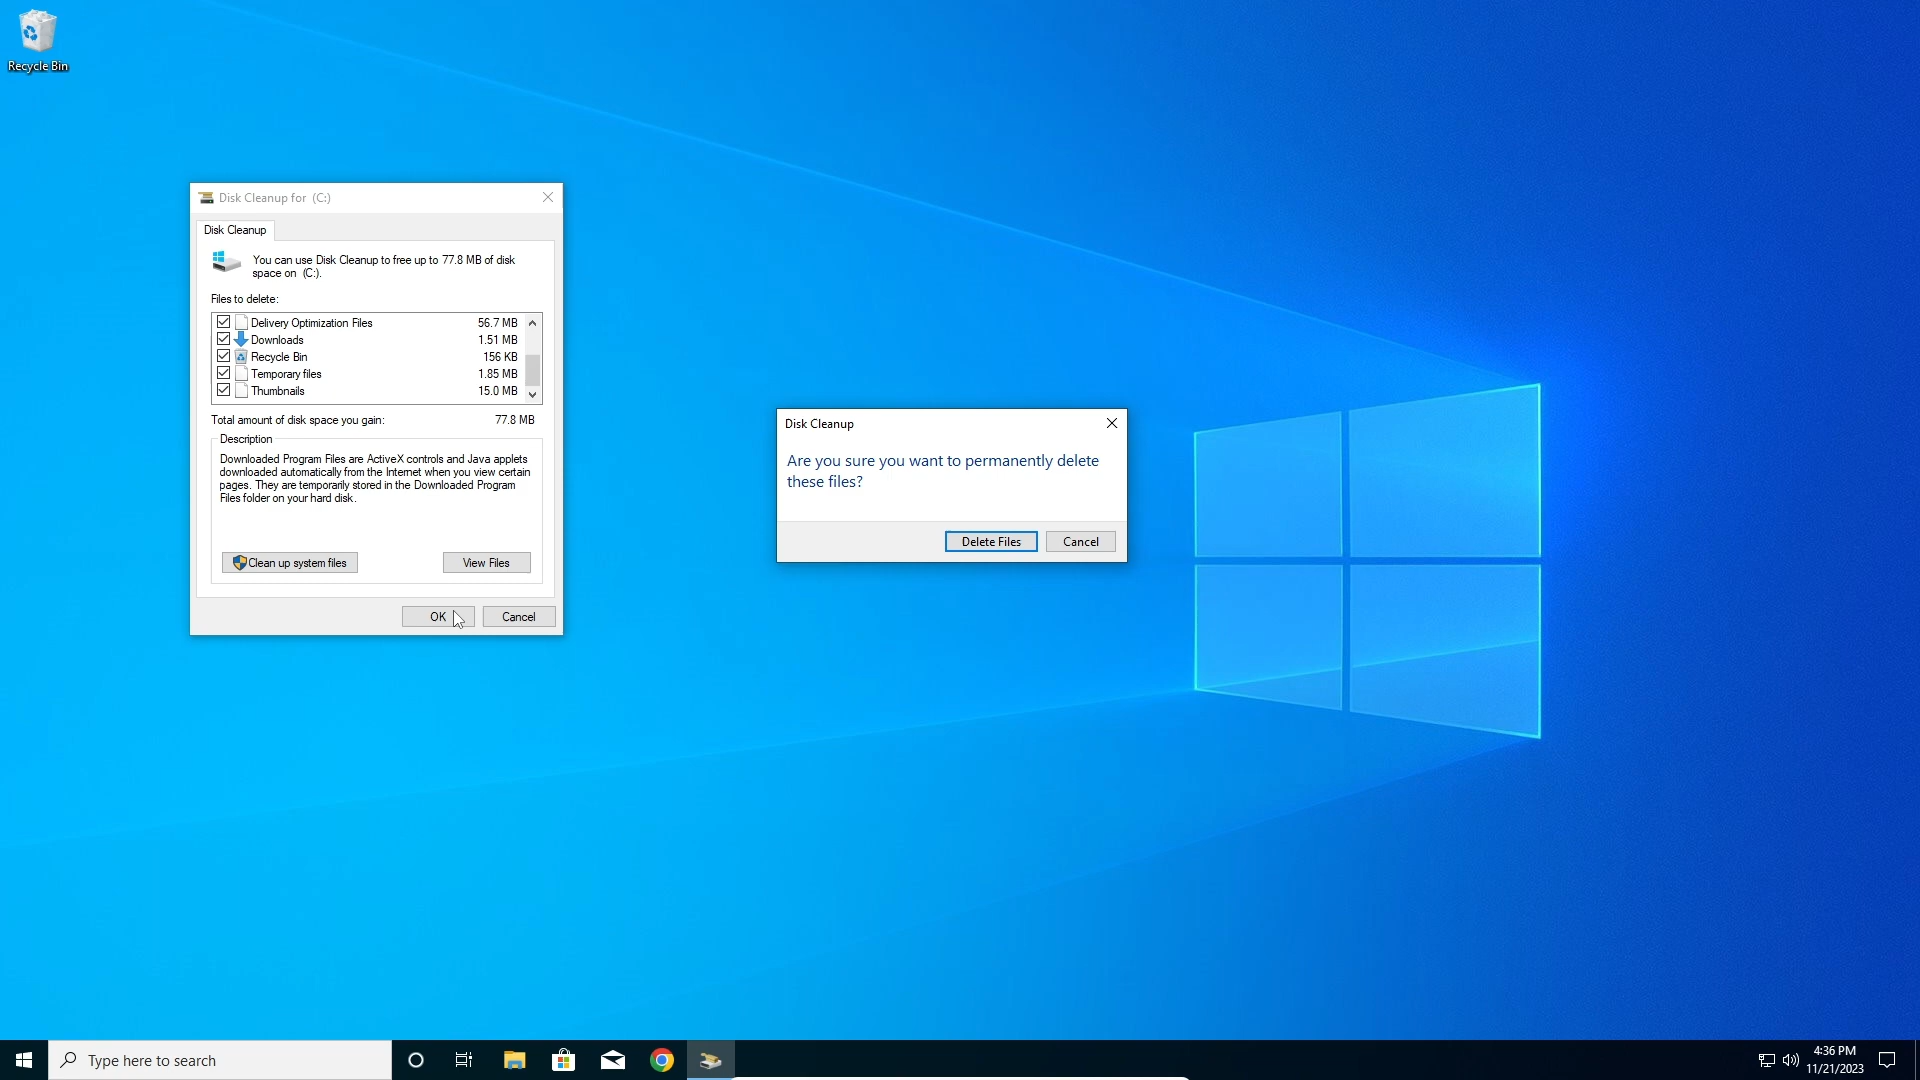 Recycle Bin
Disk Cleanup for  (C:)
Disk Cleanup
You can use Disk Cleanup to free up to 77.8 MB of disk
space on  (C:).
Files to delete:
Delivery Optimization Files 56.7 MB
Downloads 1.51 MB
Recycle Bin 156 KB
Temporary files 1.85 MB
Thumbnails 15.0 MB
Total amount of disk space you gain: 77.8 MB
Description
Downloaded Program Files are ActiveX controls and Java applets
downloaded automatically from the Internet when you view certain
pages. They are temporarily stored in the Downloaded Program
Files folder on your hard disk.
Clean up system files View Files
OK Cancel
Disk Cleanup
Are you sure you want to permanently delete
these files?
Delete Files Cancel
Type here to search
4:36 PM
11/21/2023